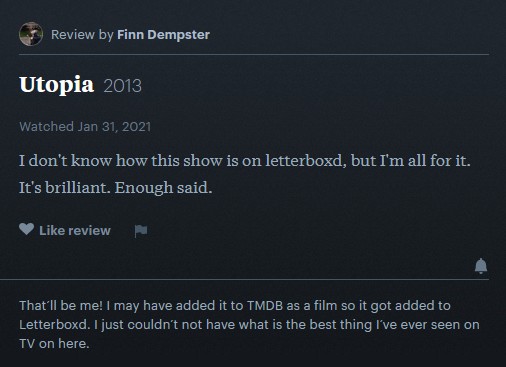 Review by Finn Dempster
Utopia 2013
Watched Jan 31, 2021
I don't know how this show is on letterboxd, but I'm all for it.
It's brilliant. Enough said.
Like review
That´ll be me! I may have added it to TMDB as a film so it got added to
Letterboxd. I just couldn´t not have what is the best thing I´ve ever seen on
TV on here.